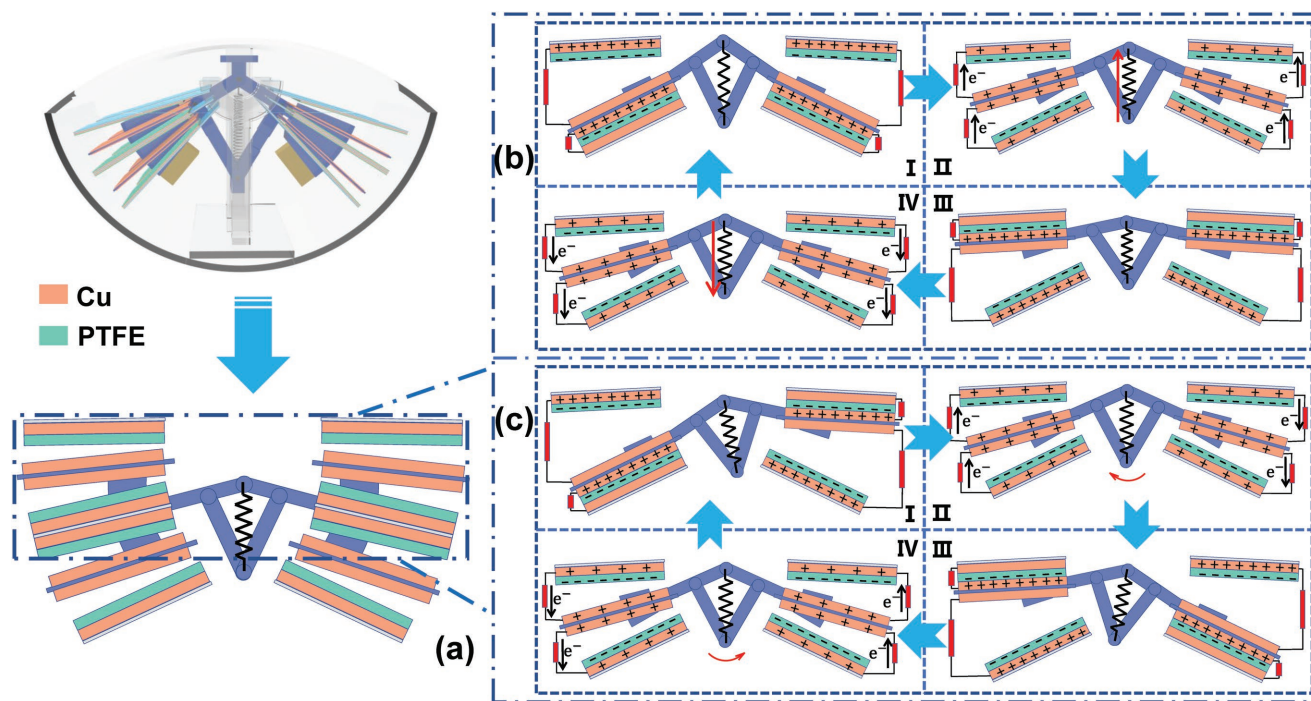 Cu
PTFE
(a)
(b)
I
II
e⁻ e⁻
e⁻ e⁻
IV
III
e⁻ e⁻
e⁻ e⁻
(c)
I
II
e⁻ e⁻
e⁻ e⁻
IV
III
e⁻ e⁻
e⁻ e⁻